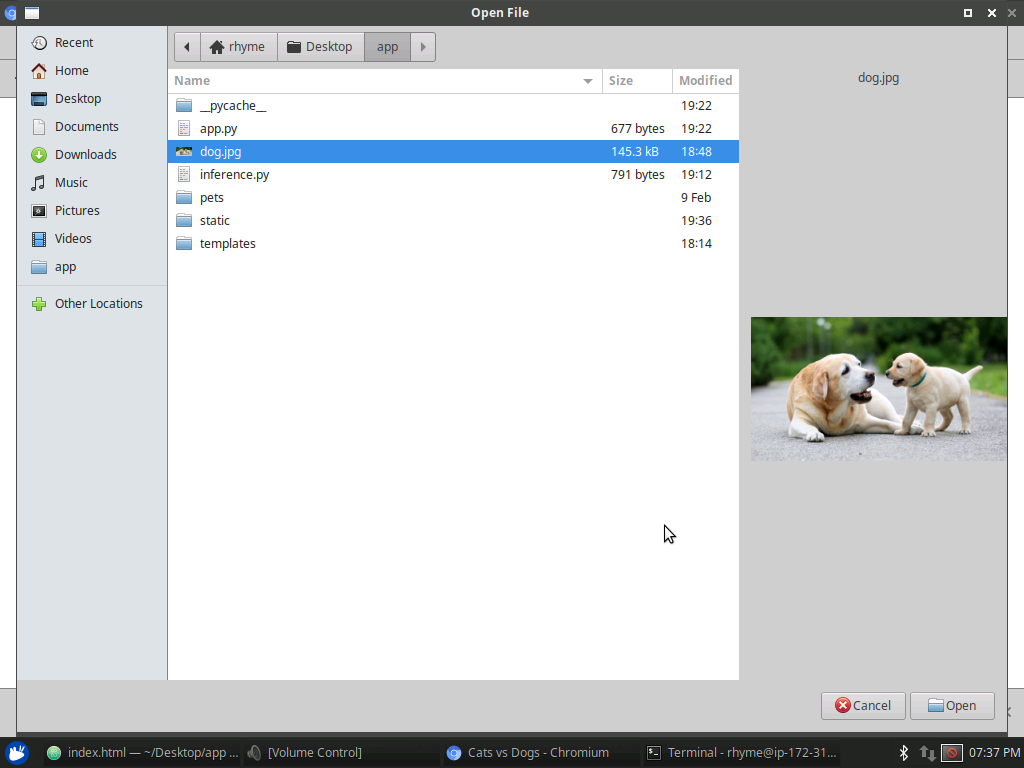 Open File
Recent
Home
Desktop
Documents
Downloads
Music
Pictures
Videos
app
Other Locations
rhyme Desktop app
Name Size Modified
__pycache__ 19:22
app.py 677 bytes 19:22
dog.jpg 145.3 kB 18:48
inference.py 791 bytes 19:12
pets 9 Feb
static 19:36
templates 18:14
dog.jpg
Cancel Open
index.html — ~/Desktop/app ... [Volume Control] Cats vs Dogs - Chromium Terminal - rhyme@ip-172-31... 07:37 PM